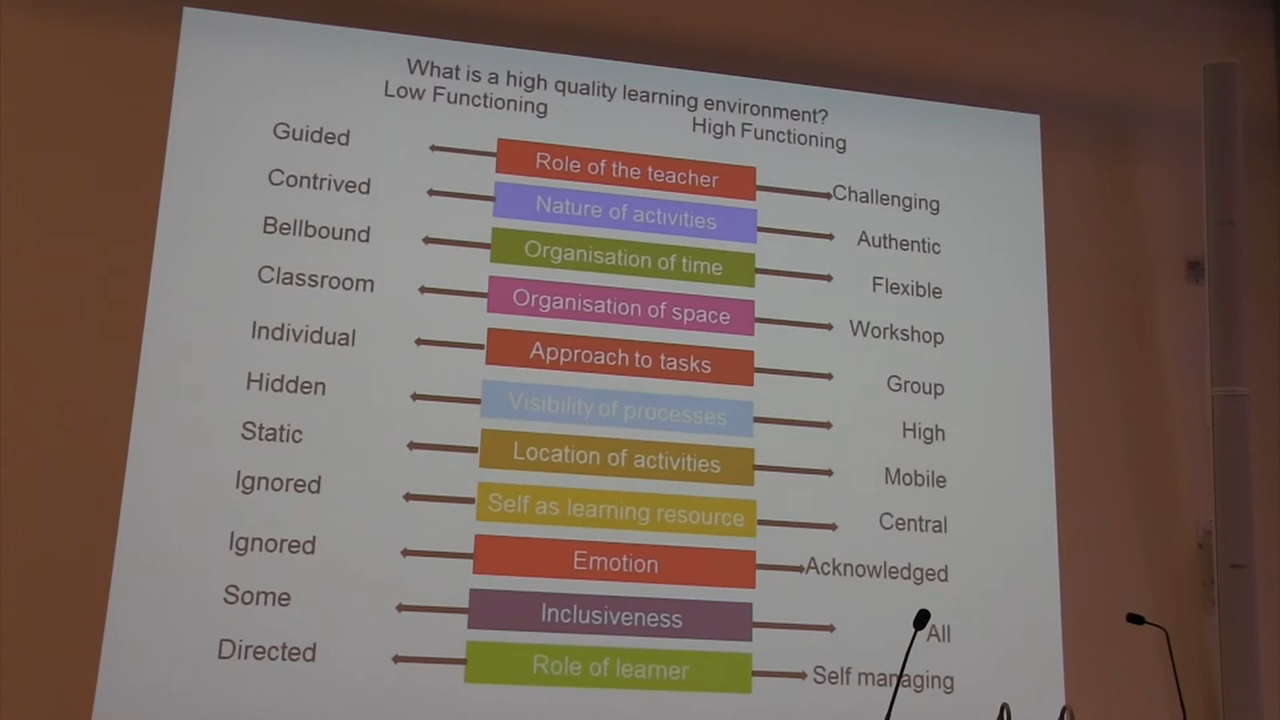 What is a high quality learning environment?
Low Functioning High Functioning
Guided Role of the teacher Challenging
Contrived Nature of activities Authentic
Bellbound Organisation of time Flexible
Classroom Organisation of space Workshop
Individual Approach to tasks Group
Hidden Visibility of processes High
Static Location of activities Mobile
Ignored Self as learning resource Central
Ignored Emotion Acknowledged
Some Inclusiveness All
Directed Role of learner Self managing